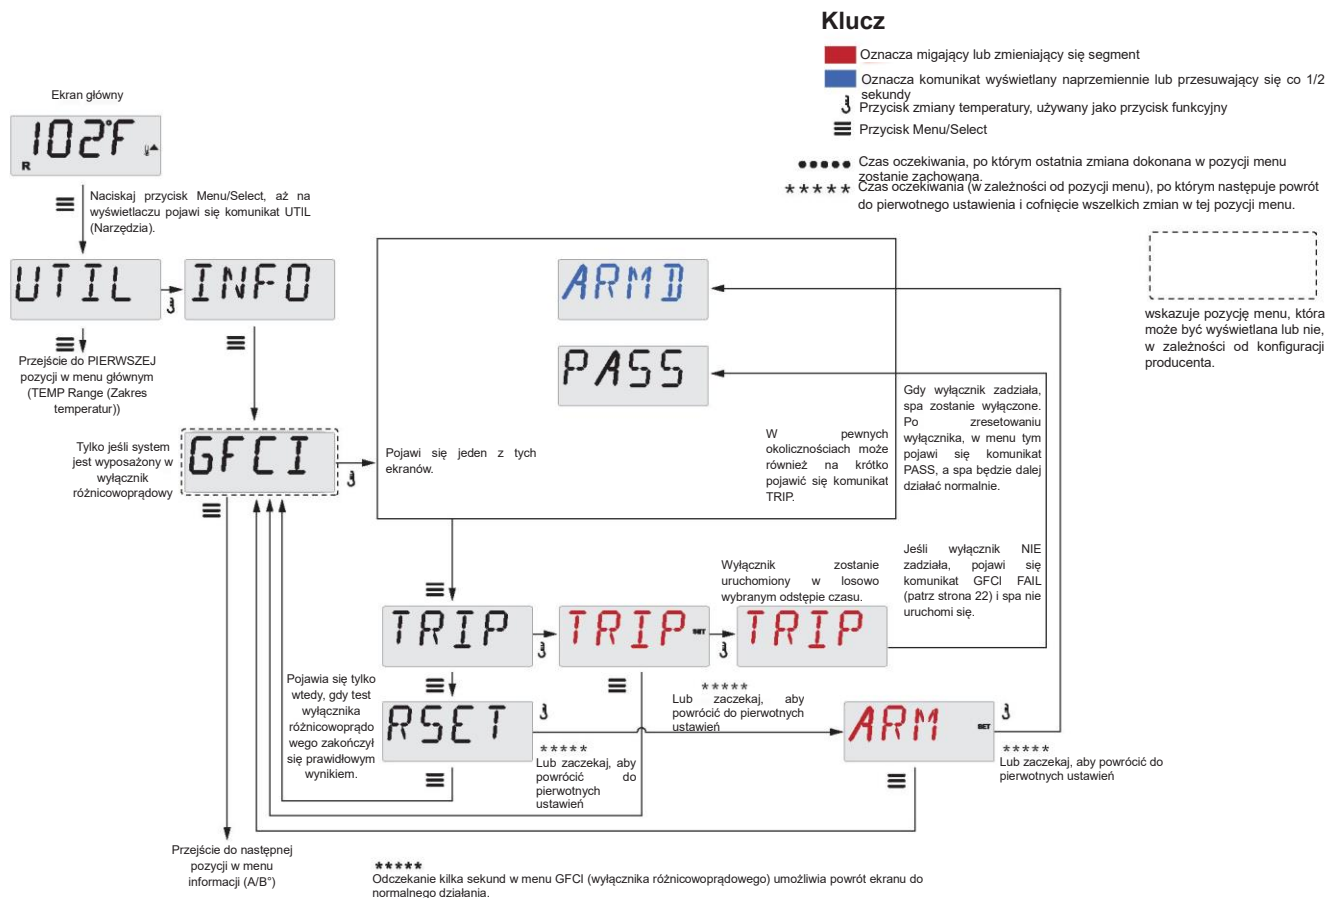 Klucz
Oznacza migający lub zmieniający się segment
Oznacza komunikat wyświetlany naprzemiennie lub przesuwający się co 1/2
sekundy
Przycisk zmiany temperatury, używany jako przycisk funkcyjny
Przycisk Menu/Select
••••• Czas oczekiwania, po którym ostatnia zmiana dokonana w pozycji menu
zostanie zachowana.
***** Czas oczekiwania (w zależności od pozycji menu), po którym następuje powrót
do pierwotnego ustawienia i cofnięcie wszelkich zmian w tej pozycji menu.
wskazuje pozycję menu, która
może być wyświetlana lub nie,
w zależności od konfiguracji
producenta.
Ekran główny
102°F
R
Naciskaj przycisk Menu/Select, aż na
wyświetlaczu pojawi się komunikat UTIL
(Narzędzia).
UTIL
INFO
Przejście do PIERWSZEJ
pozycji w menu głównym
(TEMP Range (Zakres
temperatur))
Tylko jeśli system
jest wyposażony w
wyłącznik
różnicowoprądowy
GFCI
Pojawi się jeden z tych
ekranów.
ARMD
PASS
W pewnych
okolicznościach może
również na krótko
pojawić się komunikat
TRIP.
Gdy wyłącznik zadziała,
spa zostanie wyłączone.
Po zresetowaniu
wyłącznika, w menu tym
pojawi się komunikat
PASS, a spa będzie dalej
działać normalnie.
Jeśli wyłącznik NIE
zadziała, pojawi się
komunikat GFCI FAIL
(patrz strona 22) i spa nie
uruchomi się.
Wyłącznik zostanie
uruchomiony w losowo
wybranym odstępie czasu.
TRIP
TRIP SET
TRIP
Pojawia się tylko
wtedy, gdy test
wyłącznika
różnicowoprądo
wego zakończył
się prawidłowym
wynikiem.
RSET
*****
Lub zaczekaj, aby
powrócić do
pierwotnych
ustawień
*****
Lub zaczekaj, aby
powrócić do pierwotnych
ustawień
ARM SET
*****
Lub zaczekaj, aby powrócić do
pierwotnych ustawień
Przejście do następnej
pozycji w menu
informacji (A/B°)
*****
Odczekanie kilka sekund w menu GFCI (wyłącznika różnicowoprądowego) umożliwia powrót ekranu do
normalnego działania.